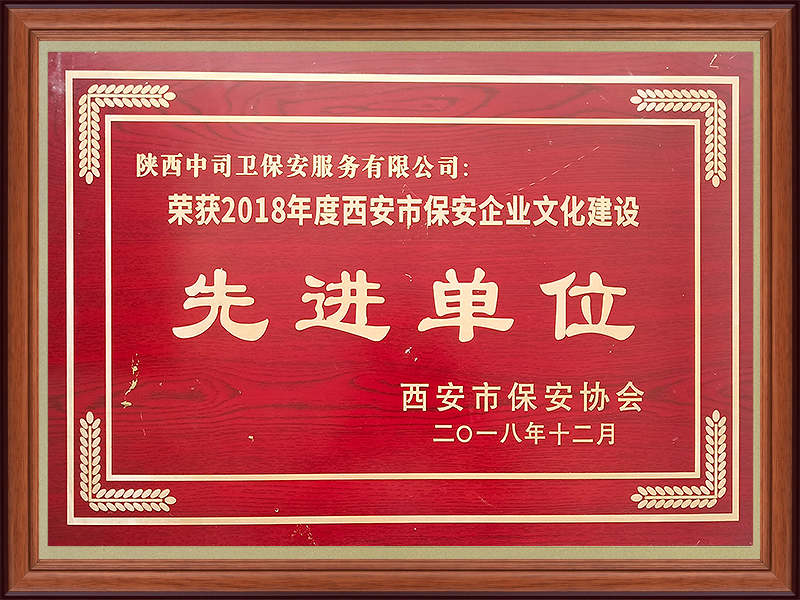 陕西中司卫保安服务有限公司：
荣获2018年度西安市保安企业文化建设
先进单位
西安市保安协会
二〇一八年十二月